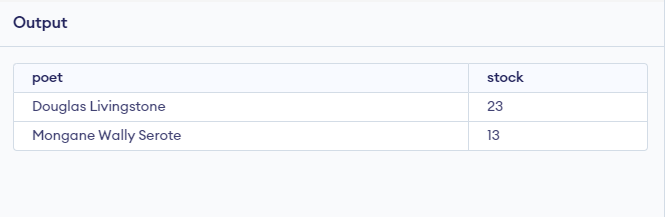 Output
poet stock
Douglas Livingstone 23
Mongane Wally Serote 13